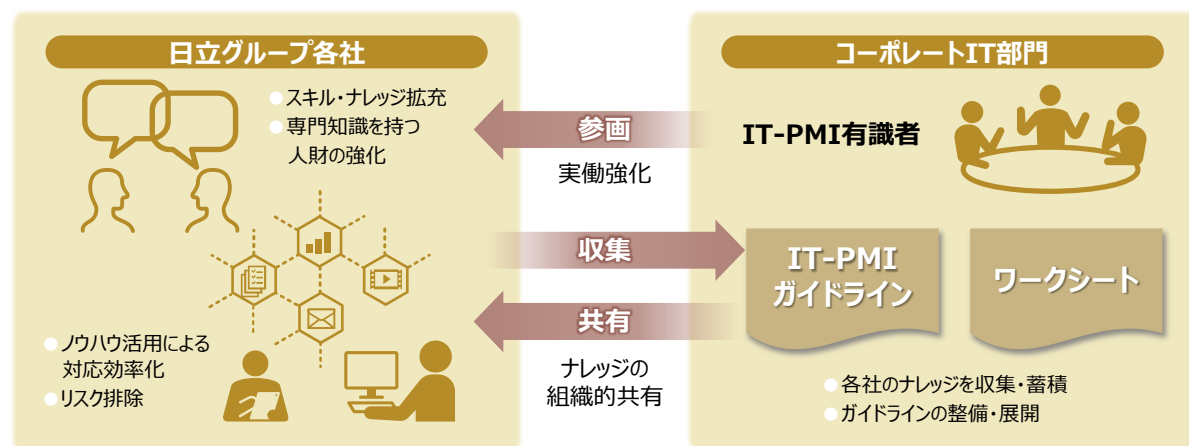 日立グループ各社
スキル・ナレッジ拡充
専門知識を持つ
人財の強化
ノウハウ活用による
対応効率化
リスク排除
参画
実働強化
収集
共有
ナレッジの
組織的共有
コーポレートIT部門
IT-PMI有識者
IT-PMI
ガイドライン
ワークシート
各社のナレッジを収集・蓄積
ガイドラインの整備・展開